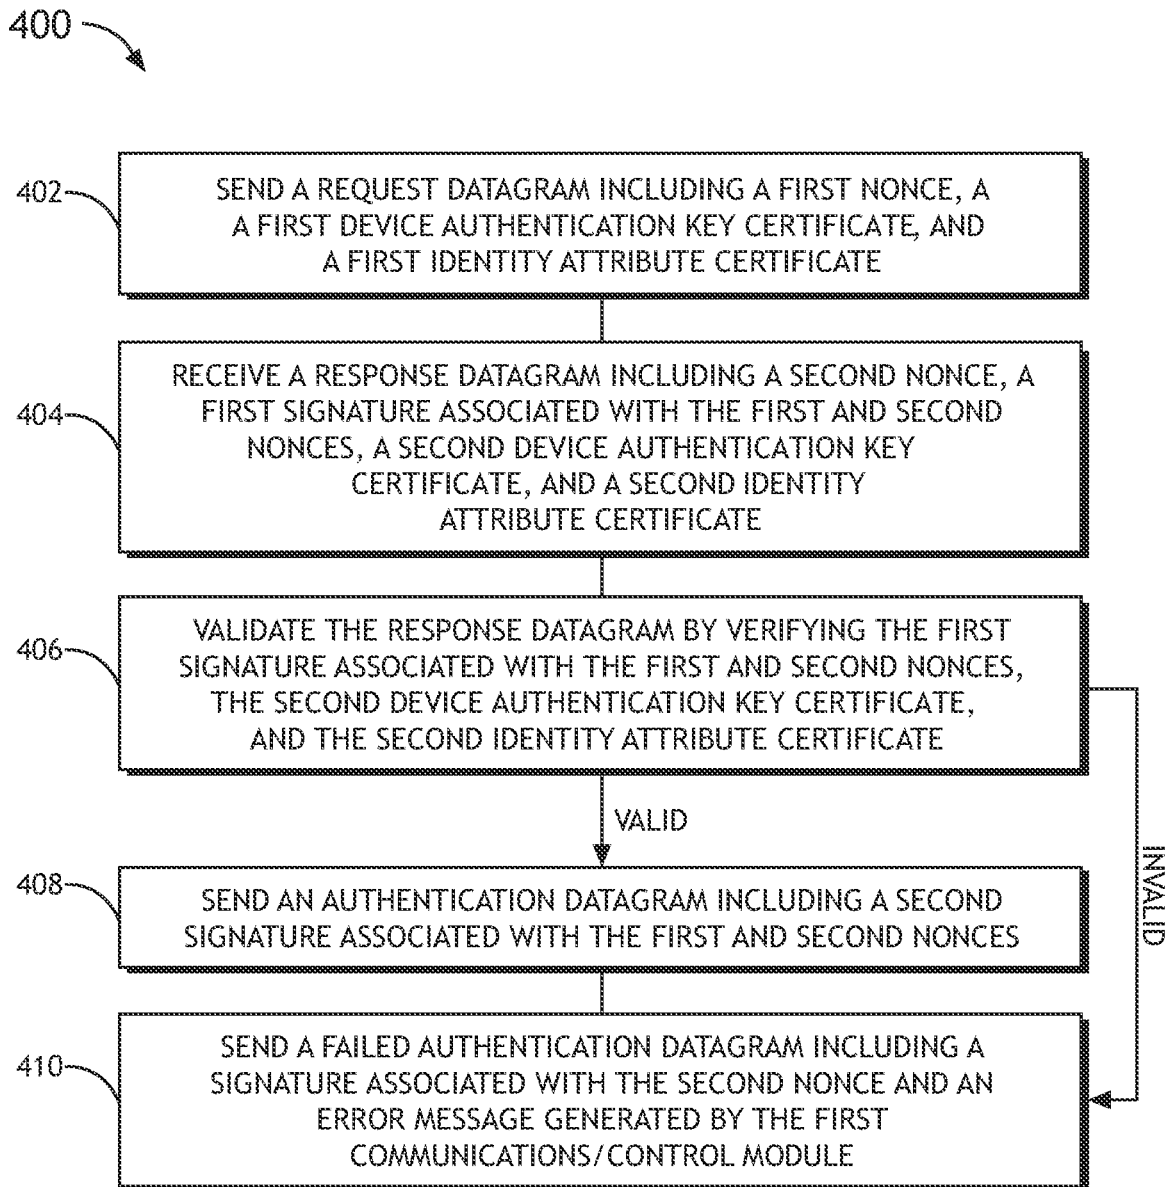 400
402
SEND A REQUEST DATAGRAM INCLUDING A FIRST NONCE, A
A FIRST DEVICE AUTHENTICATION KEY CERTIFICATE, AND
A FIRST IDENTITY ATTRIBUTE CERTIFICATE
404
RECEIVE A RESPONSE DATAGRAM INCLUDING A SECOND NONCE, A
FIRST SIGNATURE ASSOCIATED WITH THE FIRST AND SECOND
NONCES, A SECOND DEVICE AUTHENTICATION KEY
CERTIFICATE, AND A SECOND IDENTITY
ATTRIBUTE CERTIFICATE
406
VALIDATE THE RESPONSE DATAGRAM BY VERIFYING THE FIRST
SIGNATURE ASSOCIATED WITH THE FIRST AND SECOND NONCES,
THE SECOND DEVICE AUTHENTICATION KEY CERTIFICATE,
AND THE SECOND IDENTITY ATTRIBUTE CERTIFICATE
VALID
INVALID
408
SEND AN AUTHENTICATION DATAGRAM INCLUDING A SECOND
SIGNATURE ASSOCIATED WITH THE FIRST AND SECOND NONCES
410
SEND A FAILED AUTHENTICATION DATAGRAM INCLUDING A
SIGNATURE ASSOCIATED WITH THE SECOND NONCE AND AN
ERROR MESSAGE GENERATED BY THE FIRST
COMMUNICATIONS/CONTROL MODULE